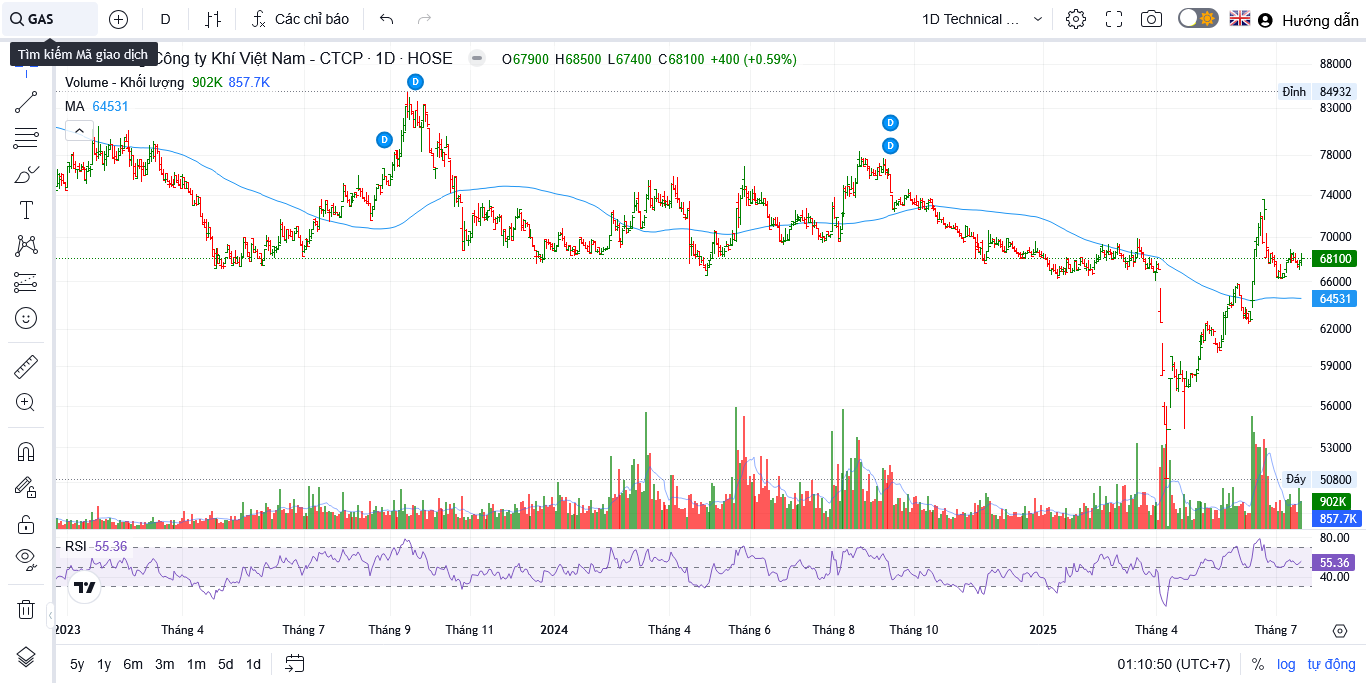 GAS
D
Các chỉ báo
1D Technical ...
Hướng dẫn
Tìm kiếm Mã giao dịch
Công ty Khí Việt Nam - CTCP · 1D · HOSE
O67900 H68500 L67400 C68100 +400 (+0.59%)
Volume - Khối lượng 902K 857.7K
MA 64531
D
D
D
D
88000
Đỉnh 84932
83000
78000
74000
70000
68100
66000
64531
62000
59000
56000
53000
Đáy 50800
902K
857.7K
RSI 55.36
80.00
55.36
40.00
2023 Tháng 4 Tháng 7 Tháng 9 Tháng 11 2024 Tháng 4 Tháng 6 Tháng 8 Tháng 10 2025 Tháng 4 Tháng 7
5y 1y 6m 3m 1m 5d 1d
01:10:50 (UTC+7) % log tự động